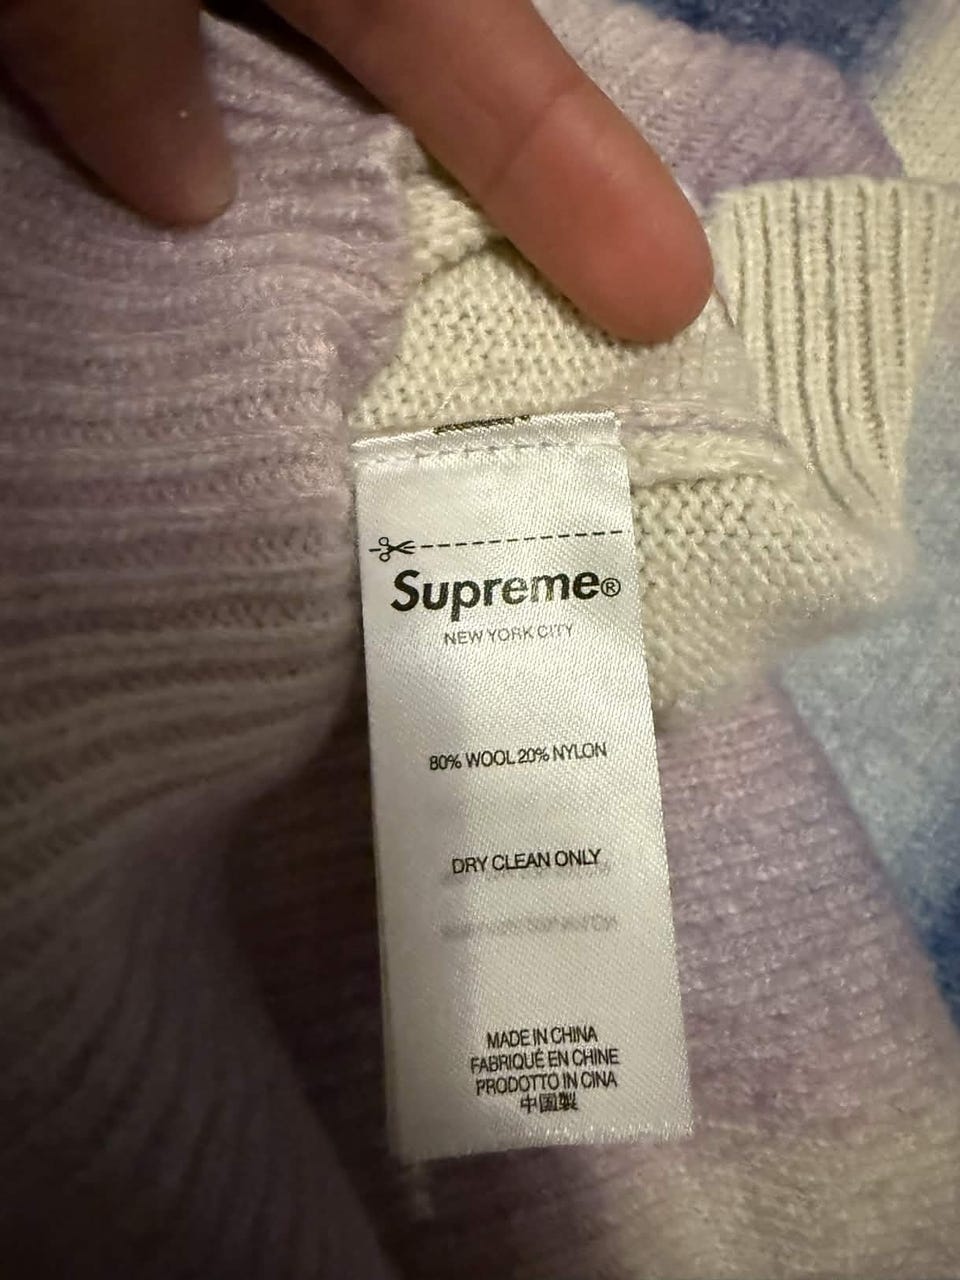 Supreme®
NEW YORK CITY
80% WOOL 20% NYLON
DRY CLEAN ONLY
MADE IN CHINA
FABRIQUÉ EN CHINE
PRODOTTO IN CINA
中国製